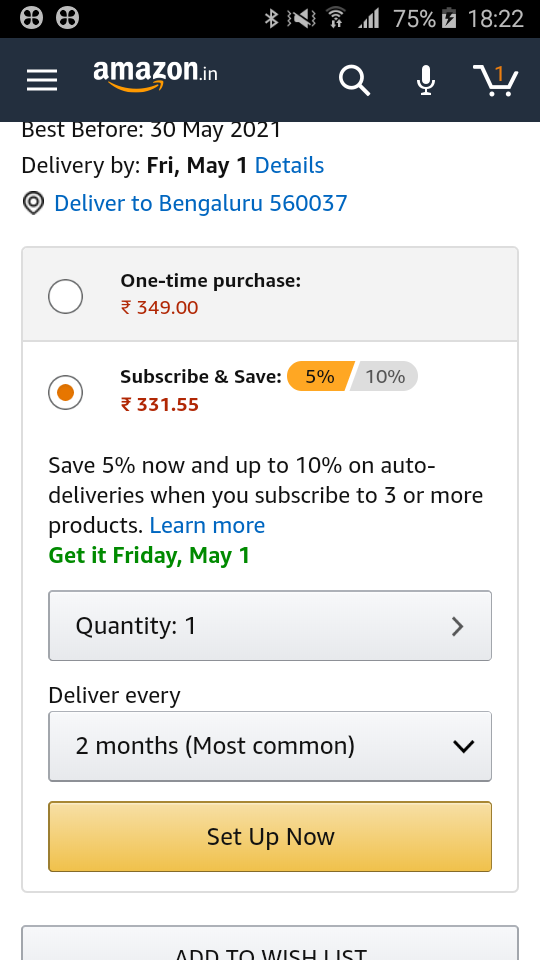 75% 18:22
amazon.in
1
Best Before: 30 May 2021
Delivery by: Fri, May 1 Details
Deliver to Bengaluru 560037
One-time purchase:
₹ 349.00
Subscribe & Save: 5% 10%
₹ 331.55
Save 5% now and up to 10% on auto-
deliveries when you subscribe to 3 or more
products. Learn more
Get it Friday, May 1
Quantity: 1
Deliver every
2 months (Most common)
Set Up Now
ADD TO WISH LIST